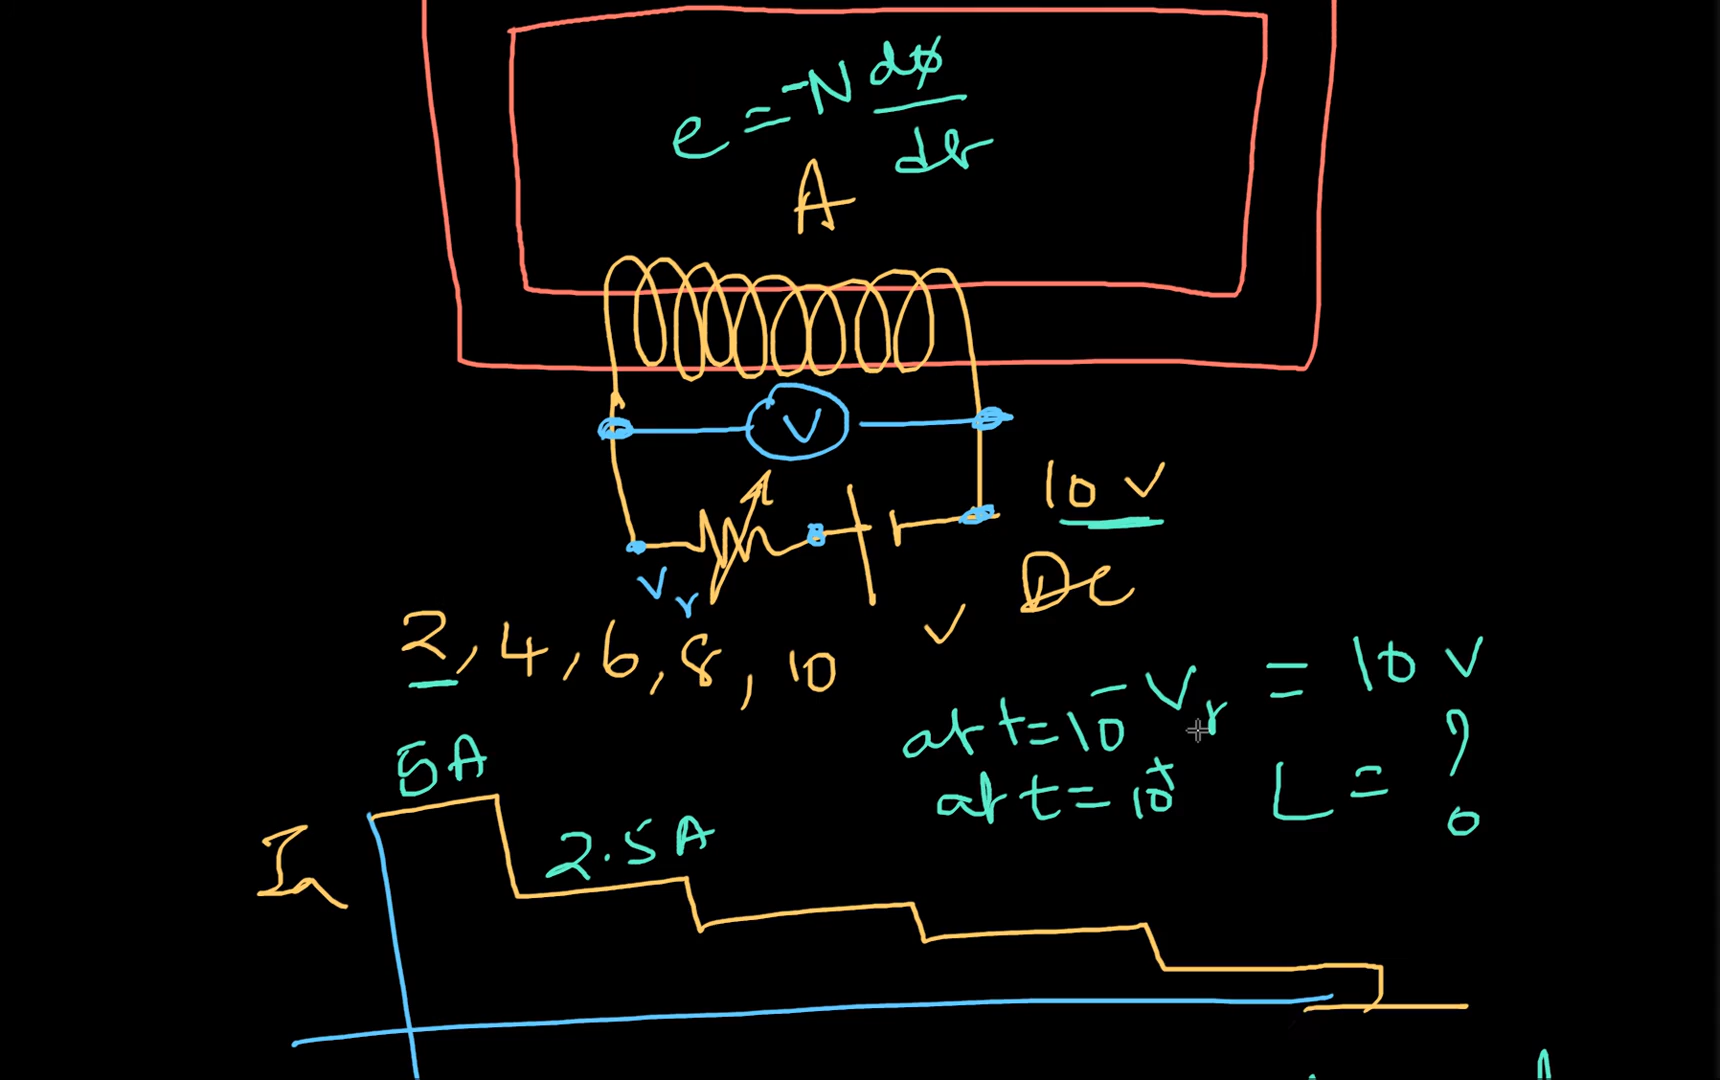 e = -N dϕ/dt
A
V
10 V
DC
Vr
2, 4, 6, 8, 10 ✓
at t = 10⁻ Vr = 10 V
at t = 10⁺ L = ?
5A
2.5A